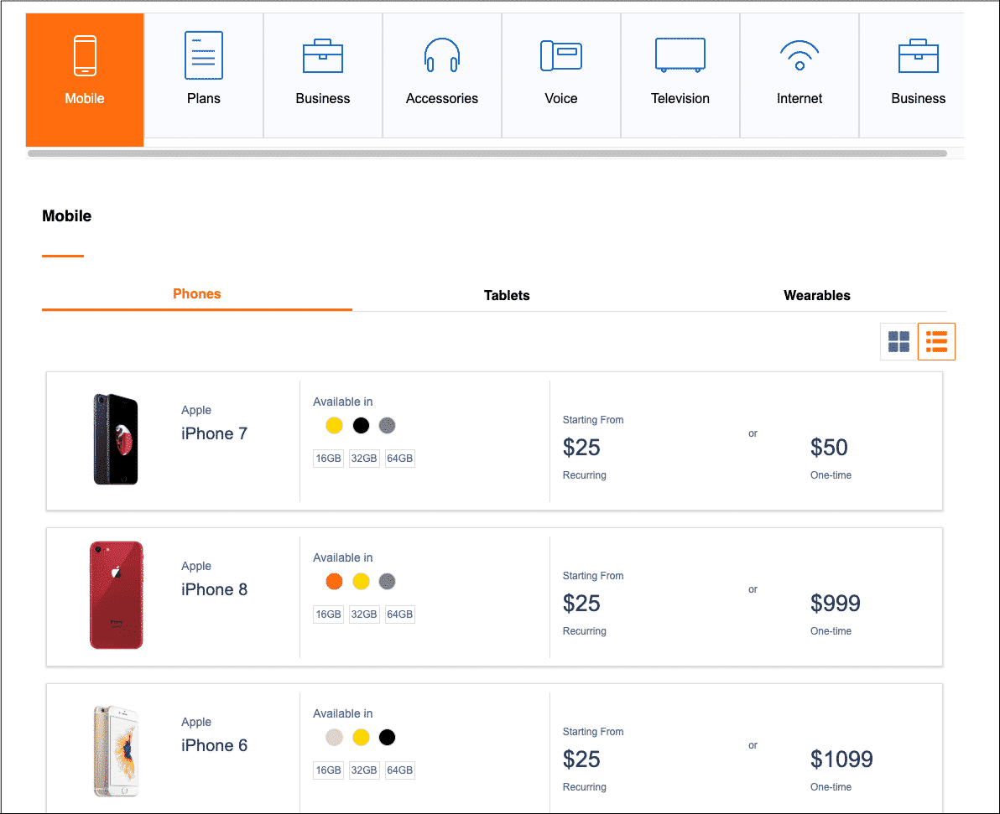 Mobile
Plans
Business
Accessories
Voice
Television
Internet
Business
Mobile
Phones
Tablets
Wearables
Apple
iPhone 7
Available in
16GB 32GB 64GB
Starting From
$25
Recurring
or
$50
One-time
Apple
iPhone 8
Available in
16GB 32GB 64GB
Starting From
$25
Recurring
or
$999
One-time
Apple
iPhone 6
Available in
16GB 32GB 64GB
Starting From
$25
Recurring
or
$1099
One-time